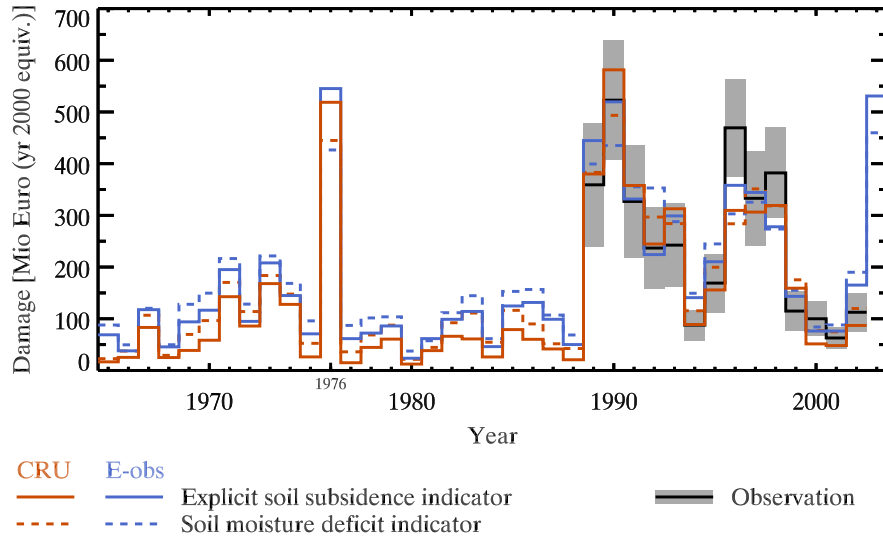 Damage [Mio Euro (yr 2000 equiv.)]
700
600
500
400
300
200
100
0
1970
1976
1980
1990
2000
Year
CRU E-obs
Explicit soil subsidence indicator
Observation
Soil moisture deficit indicator